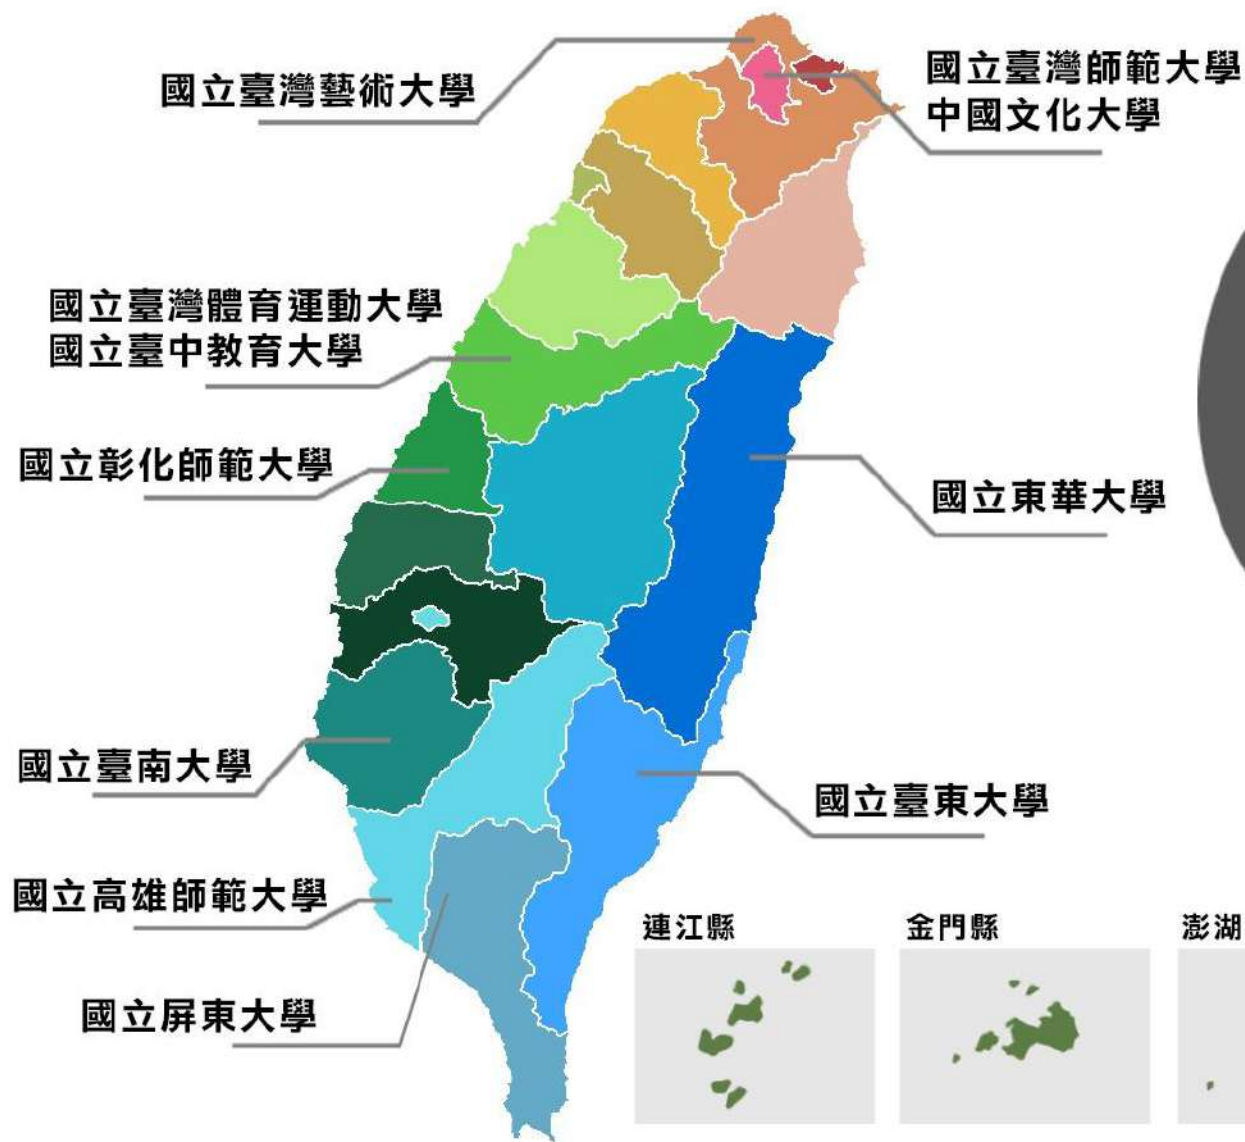 國立臺灣藝術大學
國立臺灣師範大學
中國文化大學
國立臺灣體育運動大學
國立臺中教育大學
國立彰化師範大學
國立東華大學
國立臺南大學
國立臺東大學
國立高雄師範大學
國立屏東大學
連江縣
金門縣
澎湖